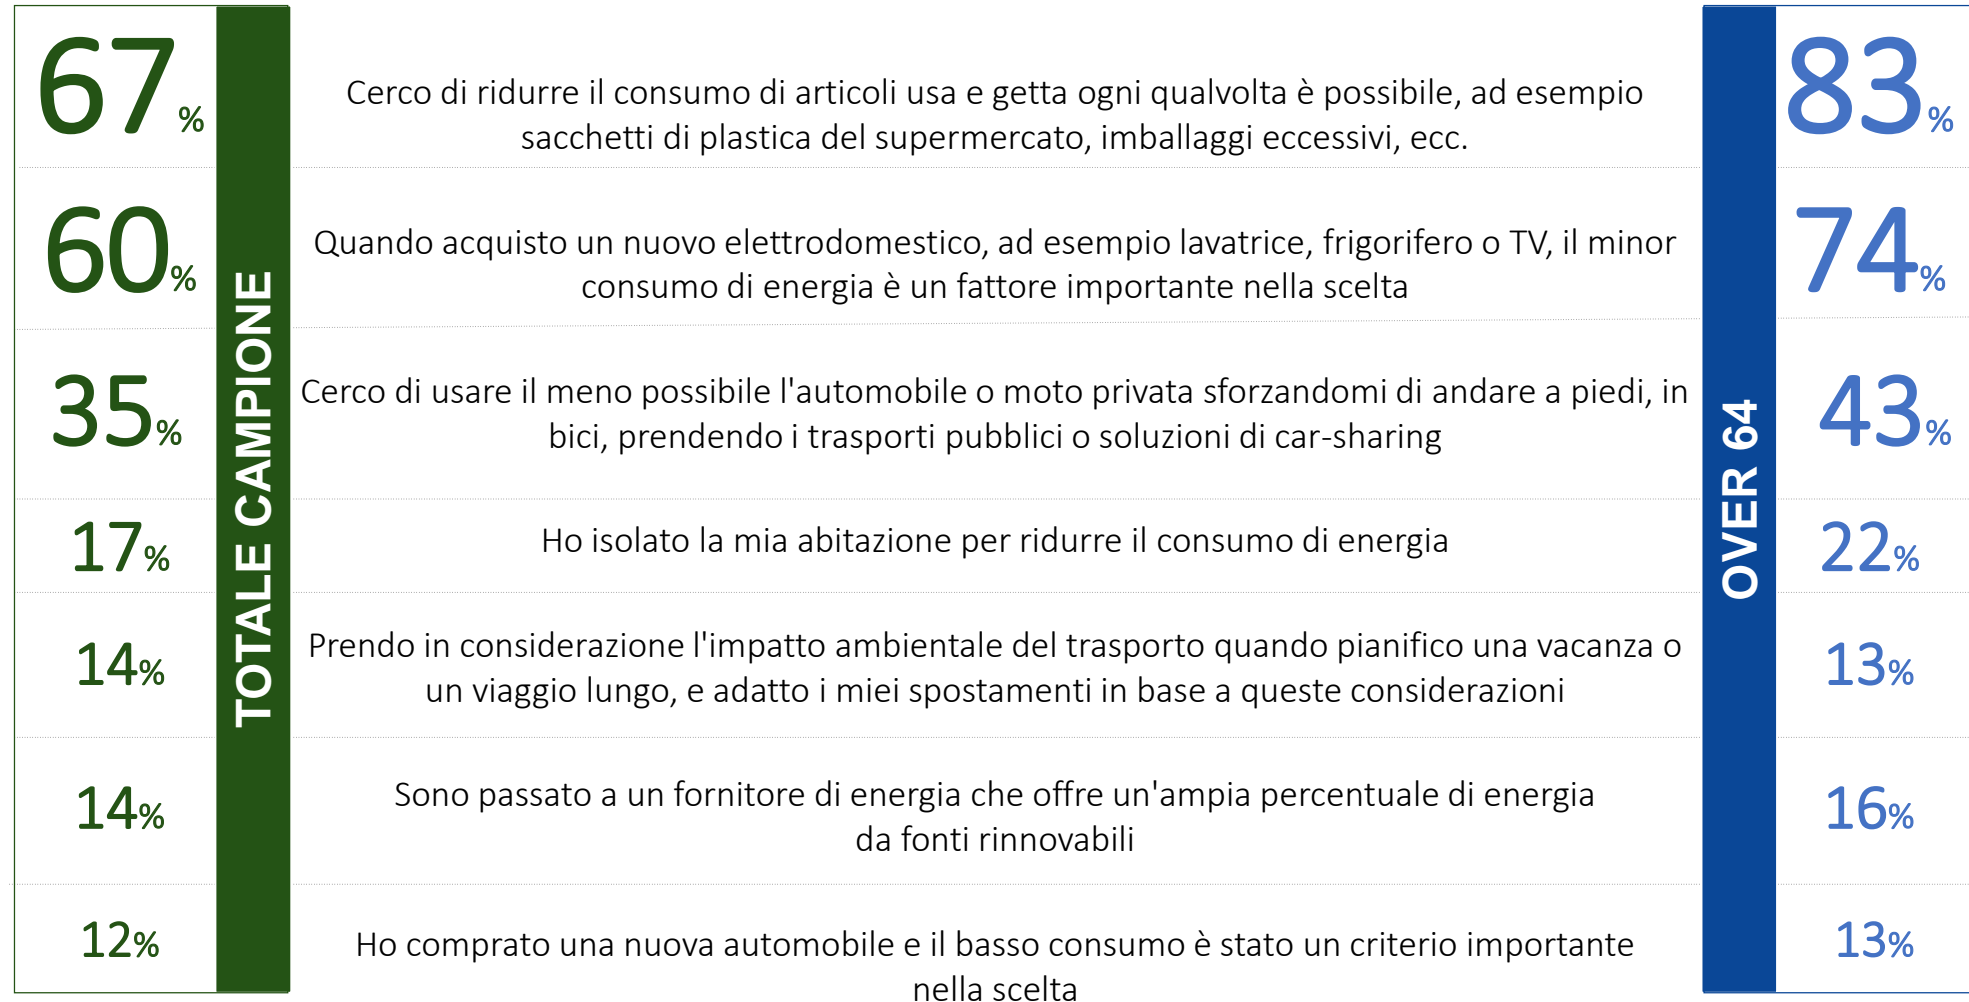 67%
Cerco di ridurre il consumo di articoli usa e getta ogni qualvolta è possibile, ad esempio
sacchetti di plastica del supermercato, imballaggi eccessivi, ecc.
83%
60%
Quando acquisto un nuovo elettrodomestico, ad esempio lavatrice, frigorifero o TV, il minor
consumo di energia è un fattore importante nella scelta
74%
TOTALE CAMPIONE
35%
Cerco di usare il meno possibile l'automobile o moto privata sforzandomi di andare a piedi, in
bici, prendendo i trasporti pubblici o soluzioni di car-sharing
43%
OVER 64
17%
Ho isolato la mia abitazione per ridurre il consumo di energia
22%
14%
Prendo in considerazione l'impatto ambientale del trasporto quando pianifico una vacanza o
un viaggio lungo, e adatto i miei spostamenti in base a queste considerazioni
13%
14%
Sono passato a un fornitore di energia che offre un'ampia percentuale di energia
da fonti rinnovabili
16%
12%
Ho comprato una nuova automobile e il basso consumo è stato un criterio importante
nella scelta
13%